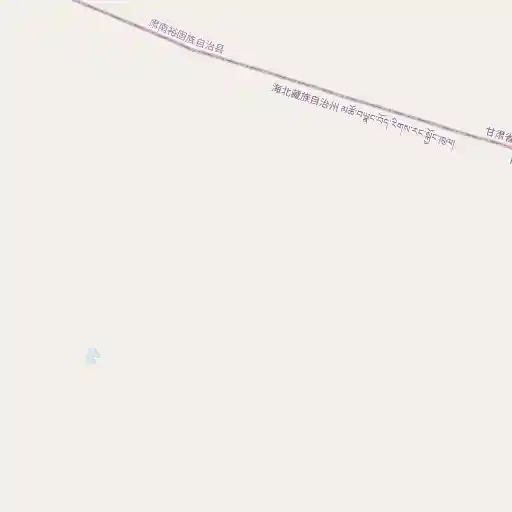 肃南裕固族自治县
海北藏族自治州 མཚོ་བྱང་བོད་རིགས་རང་སྐྱོང་ཁུལ།
甘肃省